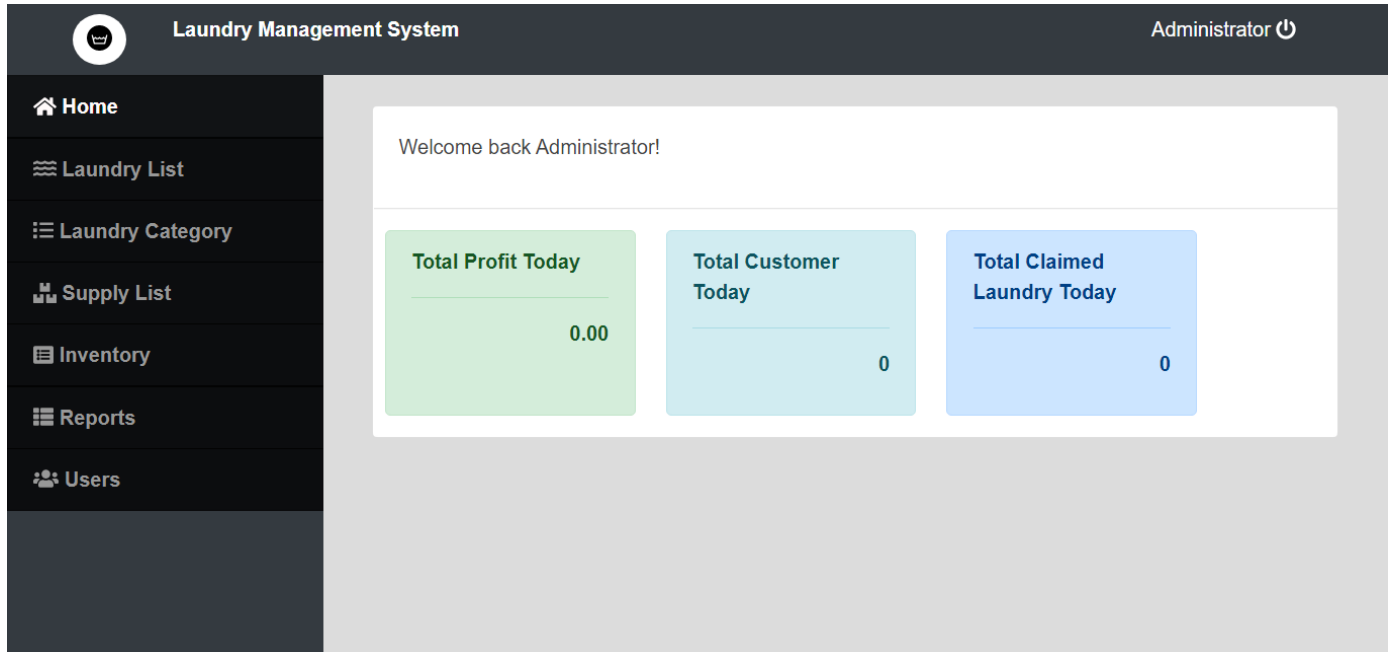 Laundry Management System
Administrator
Home
Laundry List
Laundry Category
Supply List
Inventory
Reports
Users
Welcome back Administrator!
Total Profit Today
0.00
Total Customer
Today
0
Total Claimed
Laundry Today
0